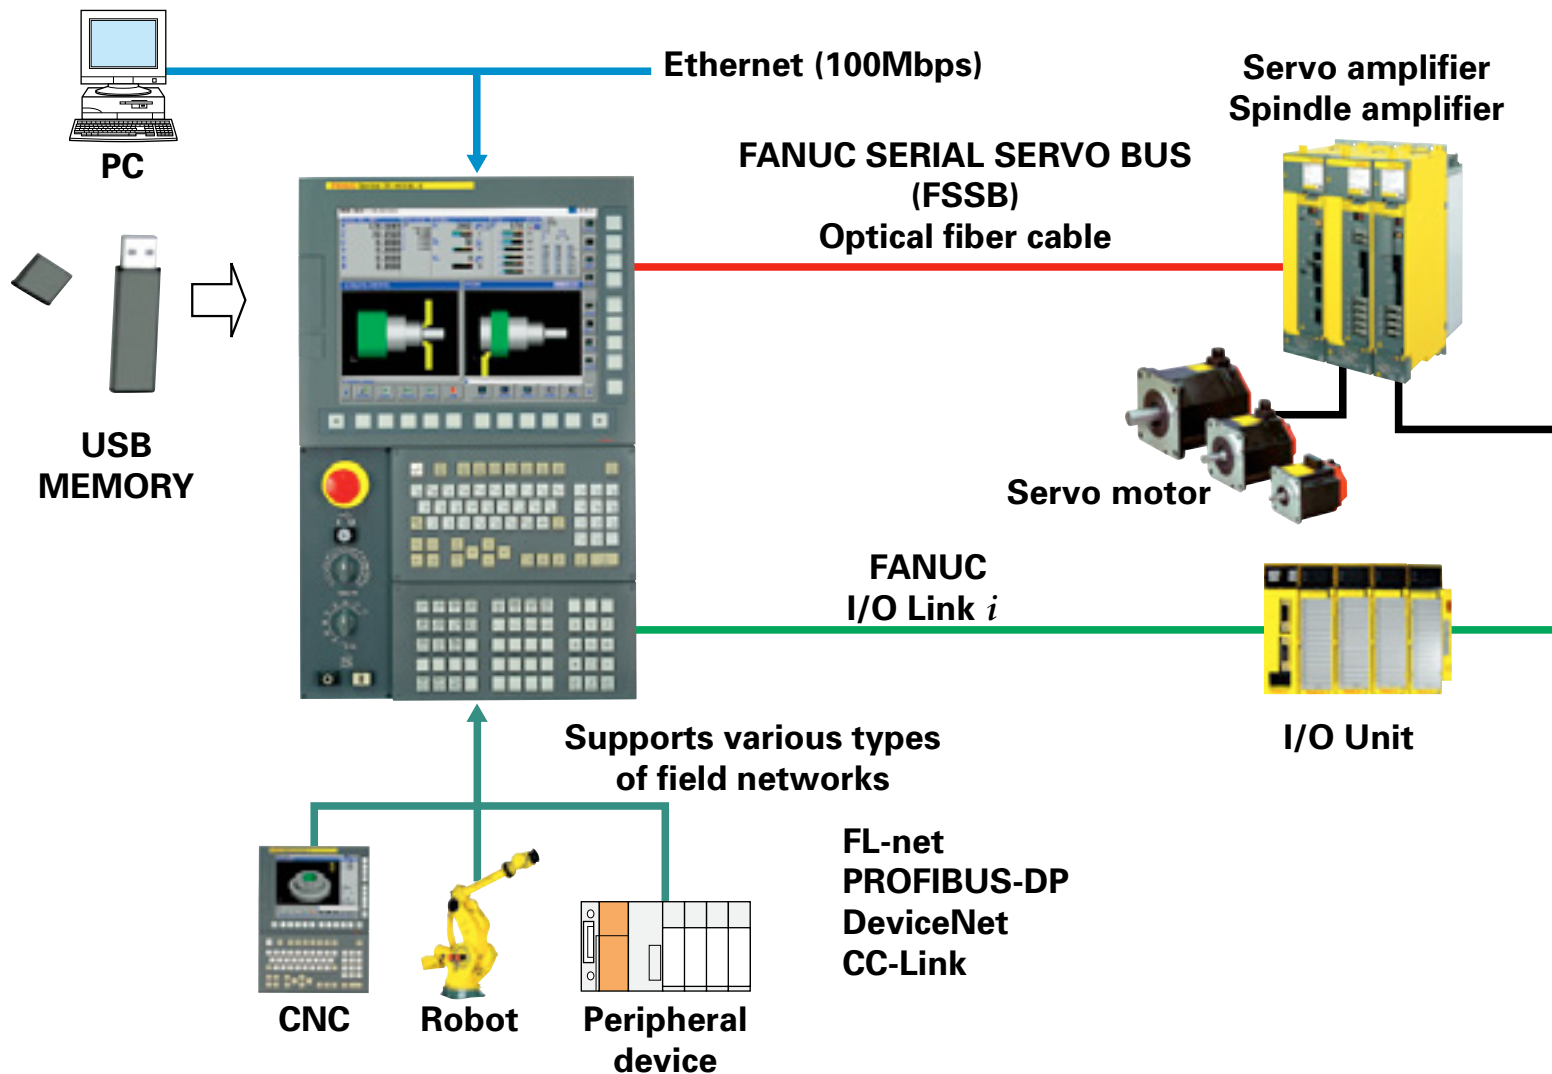 Ethernet (100Mbps)
Servo amplifier
Spindle amplifier
PC
FANUC SERIAL SERVO BUS
(FSSB)
Optical fiber cable
USB
MEMORY
Servo motor
FANUC
I/O Link i
I/O Unit
Supports various types
of field networks
FL-net
PROFIBUS-DP
DeviceNet
CC-Link
CNC
Robot
Peripheral
device